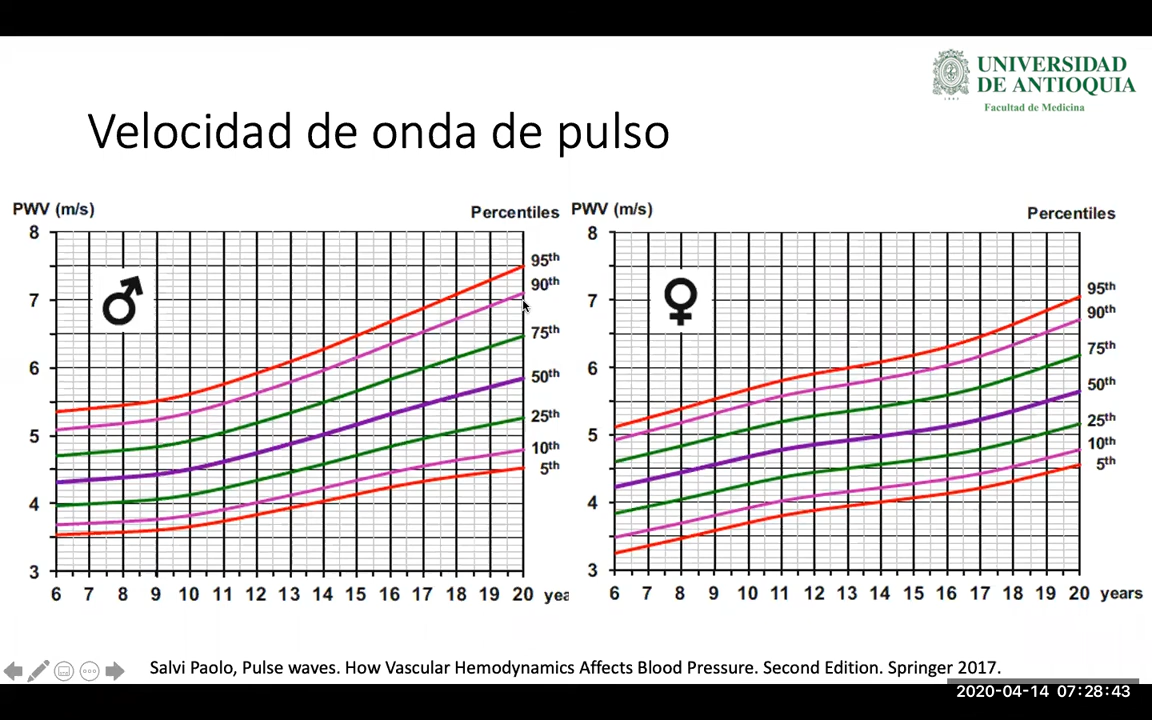 UNIVERSIDAD
DE ANTIOQUIA
Facultad de Medicina
1803
Velocidad de onda de pulso
PWV (m/s)
Percentiles
8
7
6
5
4
3
95th
90th
75th
50th
25th
10th
5th
6 7 8 9 10 11 12 13 14 15 16 17 18 19 20 yea
PWV (m/s)
Percentiles
8
7
6
5
4
3
95th
90th
75th
50th
25th
10th
5th
6 7 8 9 10 11 12 13 14 15 16 17 18 19 20 years
Salvi Paolo, Pulse waves. How Vascular Hemodynamics Affects Blood Pressure. Second Edition. Springer 2017.
2020-04-14 07:28:43